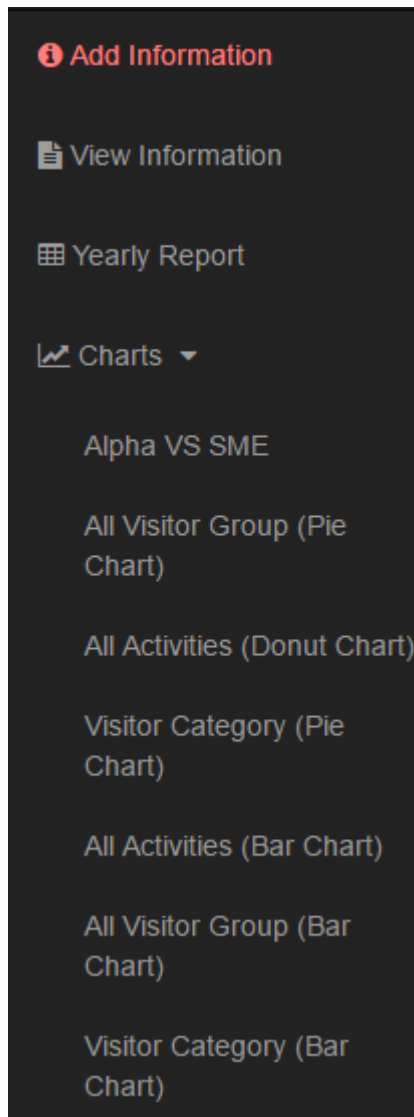 Add Information
View Information
Yearly Report
Charts
Alpha VS SME
All Visitor Group (Pie
Chart)
All Activities (Donut Chart)
Visitor Category (Pie
Chart)
All Activities (Bar Chart)
All Visitor Group (Bar
Chart)
Visitor Category (Bar
Chart)